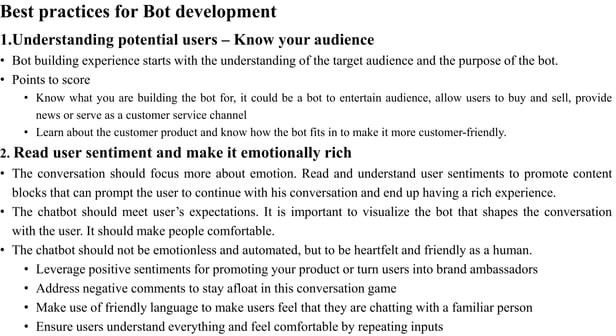 Best practices for Bot development
1.Understanding potential users – Know your audience
• Bot building experience starts with the understanding of the target audience and the purpose of the bot.
• Points to score
• Know what you are building the bot for, it could be a bot to entertain audience, allow users to buy and sell, provide
news or serve as a customer service channel
• Learn about the customer product and know how the bot fits in to make it more customer-friendly.
2. Read user sentiment and make it emotionally rich
• The conversation should focus more about emotion. Read and understand user sentiments to promote content
blocks that can prompt the user to continue with his conversation and end up having a rich experience.
• The chatbot should meet user’s expectations. It is important to visualize the bot that shapes the conversation
with the user. It should make people comfortable.
• The chatbot should not be emotionless and automated, but to be heartfelt and friendly as a human.
• Leverage positive sentiments for promoting your product or turn users into brand ambassadors
• Address negative comments to stay afloat in this conversation game
• Make use of friendly language to make users feel that they are chatting with a familiar person
• Ensure users understand everything and feel comfortable by repeating inputs